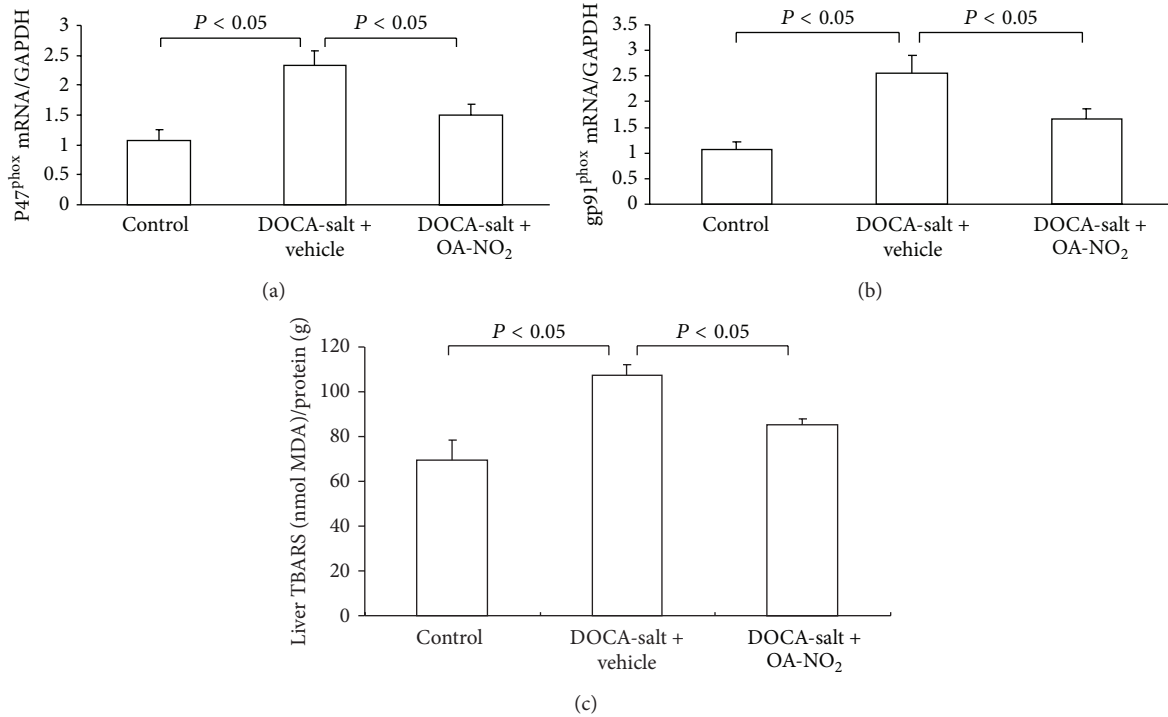 P < 0.05 P < 0.05
P47phox mRNA/GAPDH
3
2.5
2
1.5
1
0.5
0
Control
DOCA-salt +
vehicle
DOCA-salt +
OA-NO2
(a)
P < 0.05 P < 0.05
gp91phox mRNA/GAPDH
3.5
3
2.5
2
1.5
1
0.5
0
Control
DOCA-salt +
vehicle
DOCA-salt +
OA-NO2
(b)
P < 0.05 P < 0.05
Liver TBARS (nmol MDA)/protein (g)
120
100
80
60
40
20
0
Control
DOCA-salt +
vehicle
DOCA-salt +
OA-NO2
(c)